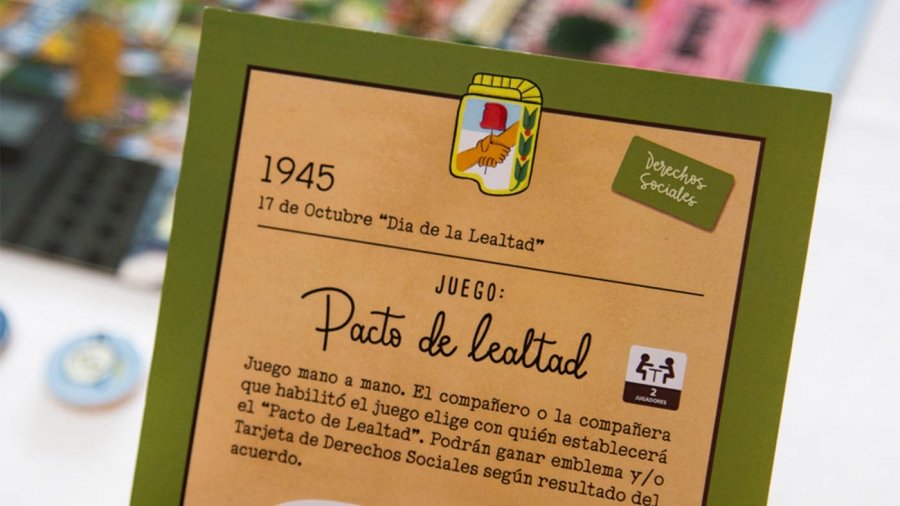 1945
17 de Octubre “Dia de la Lealtad”
Derechos
Sociales
JUEGO:
Pacto de lealtad
2
JUGADORES
Juego mano a mano. El compañero o la compañera
que habilitó el juego elige con quién establecerá
el “Pacto de Lealtad”. Podrán ganar emblema y/o
Tarjeta de Derechos Sociales según resultado del
acuerdo.